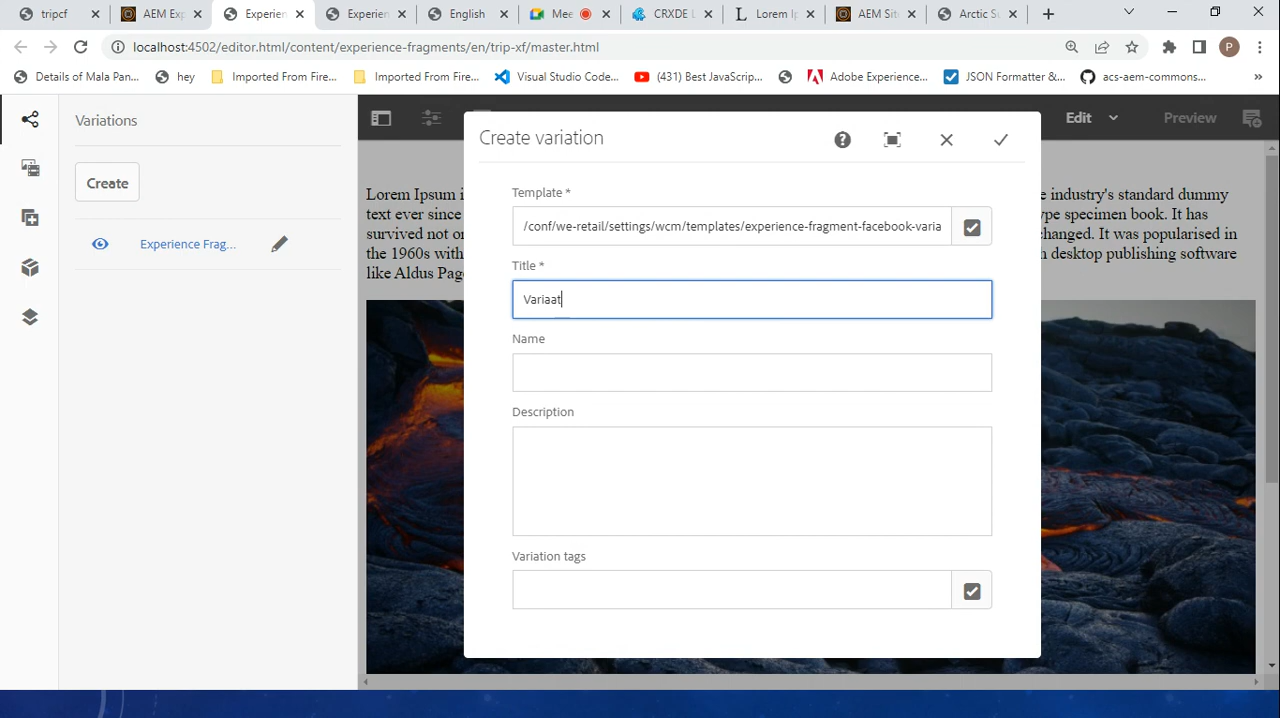 tripcf
AEM Exp
Experien
Experien
English
Mee
CRXDE L
Lorem Ip
AEM Sit
Arctic Su
localhost:4502/editor.html/content/experience-fragments/en/trip-xf/master.html
P
Details of Mala Pan...
hey
Imported From Fire...
Imported From Fire...
Visual Studio Code...
(431) Best JavaScrip...
Adobe Experience...
JSON Formatter &...
acs-aem-commons...
»
Variations
Create
Experience Frag...
Edit
Preview
Create variation
Template *
/conf/we-retail/settings/wcm/templates/experience-fragment-facebook-varia
Title *
Variaat
Name
Description
Variation tags
Lorem Ipsum i
e industry's standard dummy
text ever since
ype specimen book. It has
survived not on
changed. It was popularised in
the 1960s with
n desktop publishing software
like Aldus Page